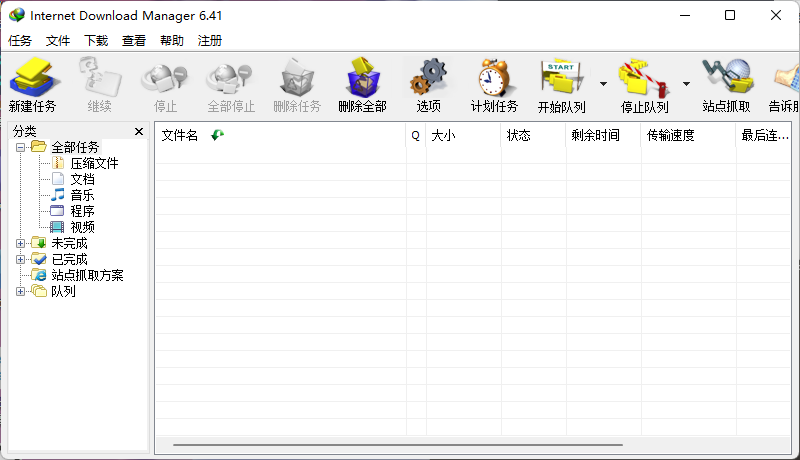 Internet Download Manager 6.41
任务 文件 下载 查看 帮助 注册
START
新建任务 继续 停止 全部停止 删除任务 删除全部 选项 计划任务 开始队列 停止队列 站点抓取 告诉朋
分类
文件名 Q 大小 状态 剩余时间 传输速度 最后连...
全部任务
压缩文件
文档
音乐
程序
视频
未完成
已完成
站点抓取方案
队列